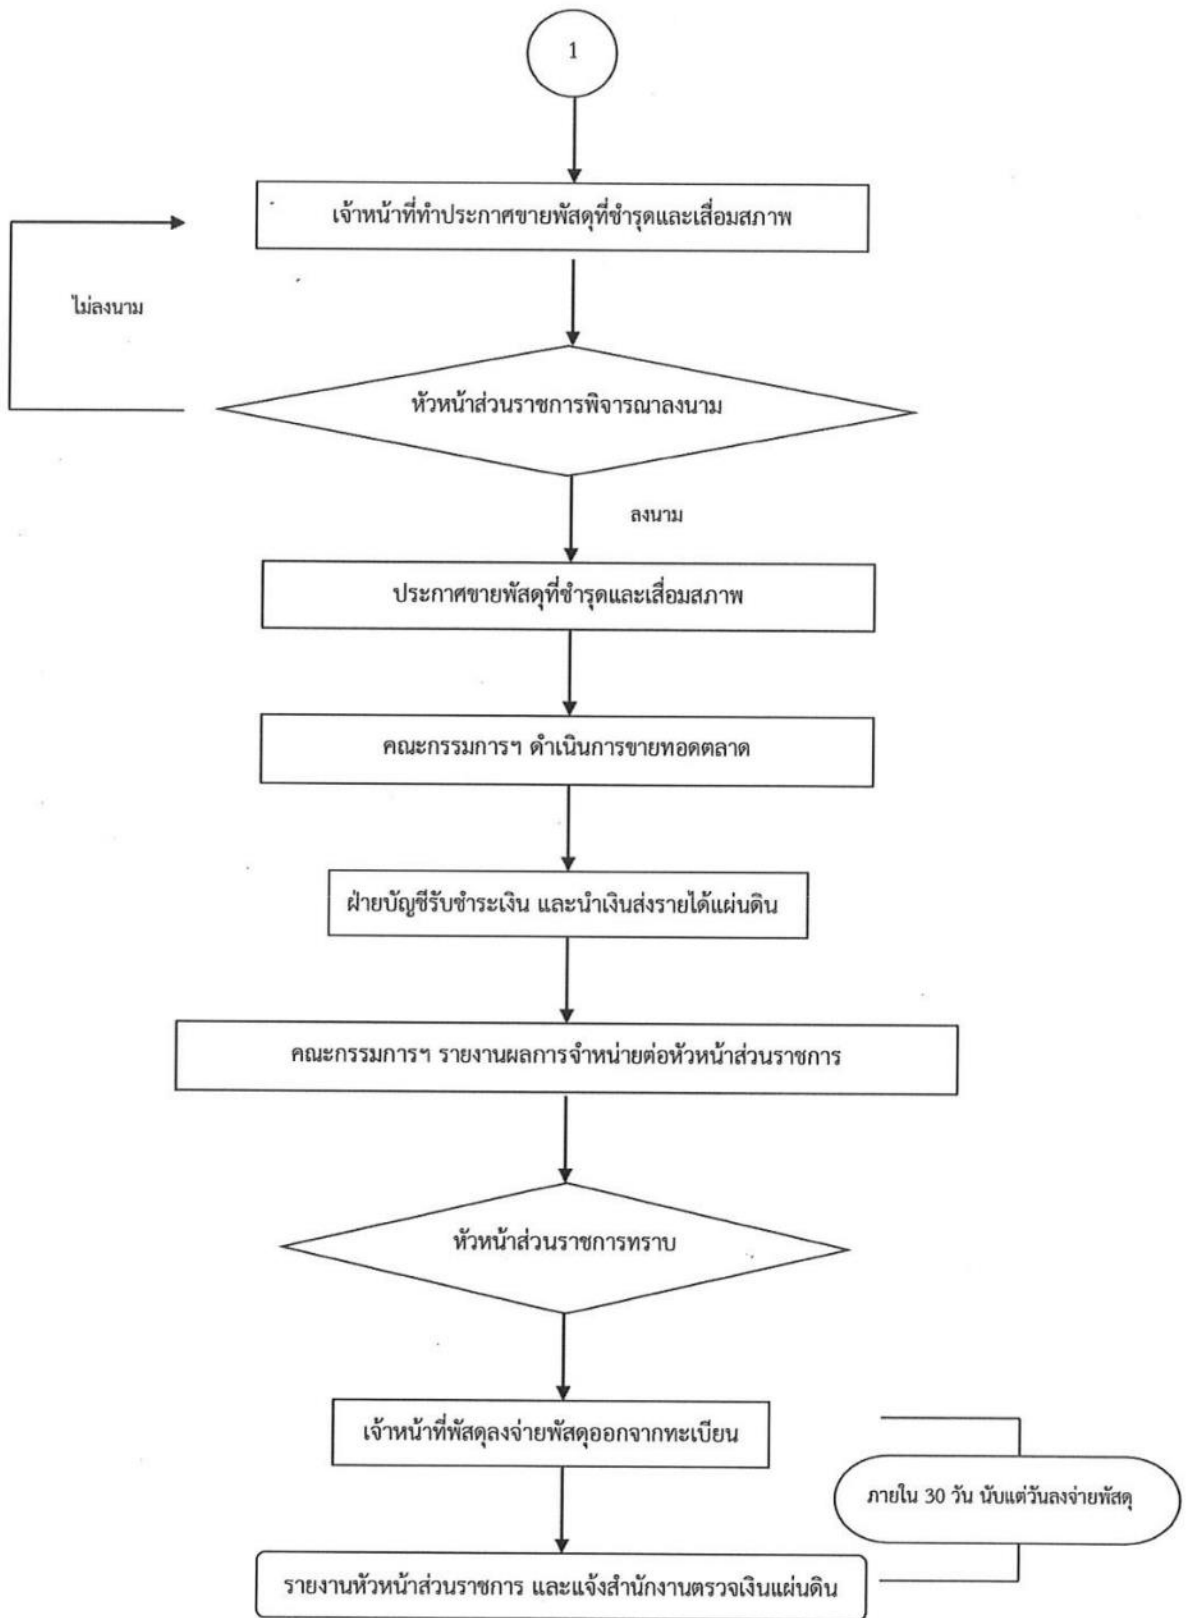 1
เจ้าหน้าที่ทำประกาศขายพัสดุที่ชำรุดและเสื่อมสภาพ
ไม่ลงนาม
หัวหน้าส่วนราชการพิจารณาลงนาม
ลงนาม
ประกาศขายพัสดุที่ชำรุดและเสื่อมสภาพ
คณะกรรมการฯ ดำเนินการขายทอดตลาด
ฝ่ายบัญชีรับชำระเงิน และนำเงินส่งรายได้แผ่นดิน
คณะกรรมการฯ รายงานผลการจำหน่ายต่อหัวหน้าส่วนราชการ
หัวหน้าส่วนราชการทราบ
เจ้าหน้าที่พัสดุลงจ่ายพัสดุออกจากทะเบียน
ภายใน 30 วัน นับแต่วันลงจ่ายพัสดุ
รายงานหัวหน้าส่วนราชการ และแจ้งสำนักงานตรวจเงินแผ่นดิน